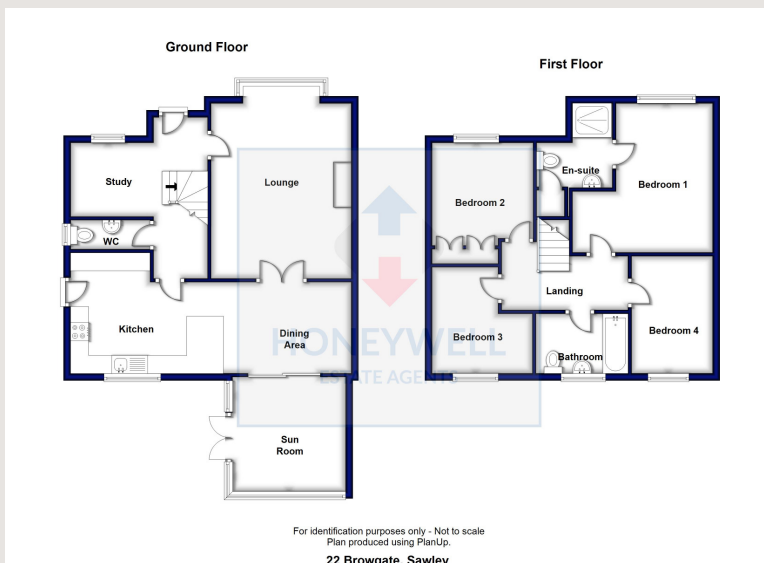 Ground Floor
First Floor
Study
Lounge
WC
Kitchen
Dining
Area
Sun
Room
En-suite
Bedroom 1
Bedroom 2
Landing
Bedroom 3
Bathroom
Bedroom 4
HONEYWELL
ESTATE AGENTS
For identification purposes only - Not to scale
Plan produced using PlanUp.
22 Browgate, Sawley